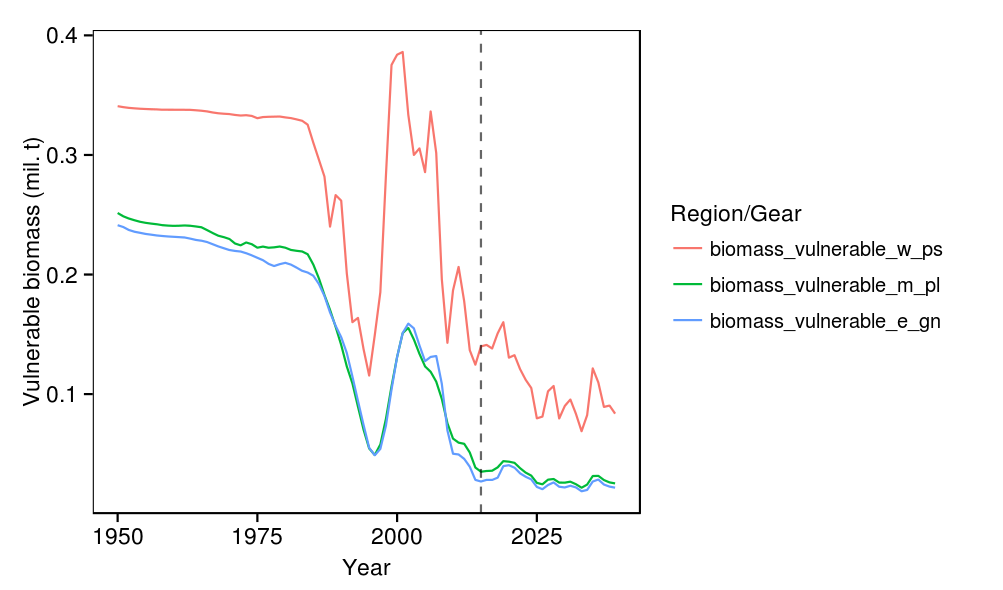 Vulnerable biomass (mil. t)
0.4
0.3
0.2
0.1
1950
1975
2000
2025
Year
Region/Gear
biomass_vulnerable_w_ps
biomass_vulnerable_m_pl
biomass_vulnerable_e_gn